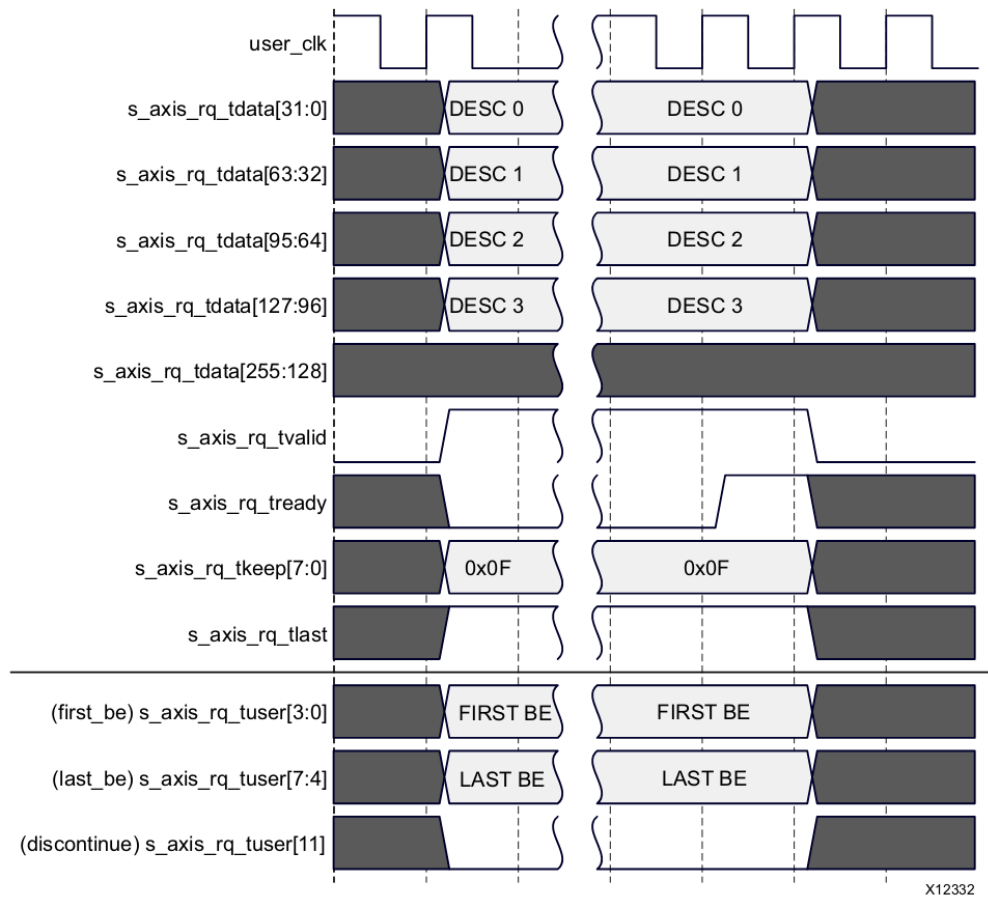 user_clk
s_axis_rq_tdata[31:0] DESC 0 DESC 0
s_axis_rq_tdata[63:32] DESC 1 DESC 1
s_axis_rq_tdata[95:64] DESC 2 DESC 2
s_axis_rq_tdata[127:96] DESC 3 DESC 3
s_axis_rq_tdata[255:128]
s_axis_rq_tvalid
s_axis_rq_tready
s_axis_rq_tkeep[7:0] 0x0F 0x0F
s_axis_rq_tlast
(first_be) s_axis_rq_tuser[3:0] FIRST BE FIRST BE
(last_be) s_axis_rq_tuser[7:4] LAST BE LAST BE
(discontinue) s_axis_rq_tuser[11]
X12332